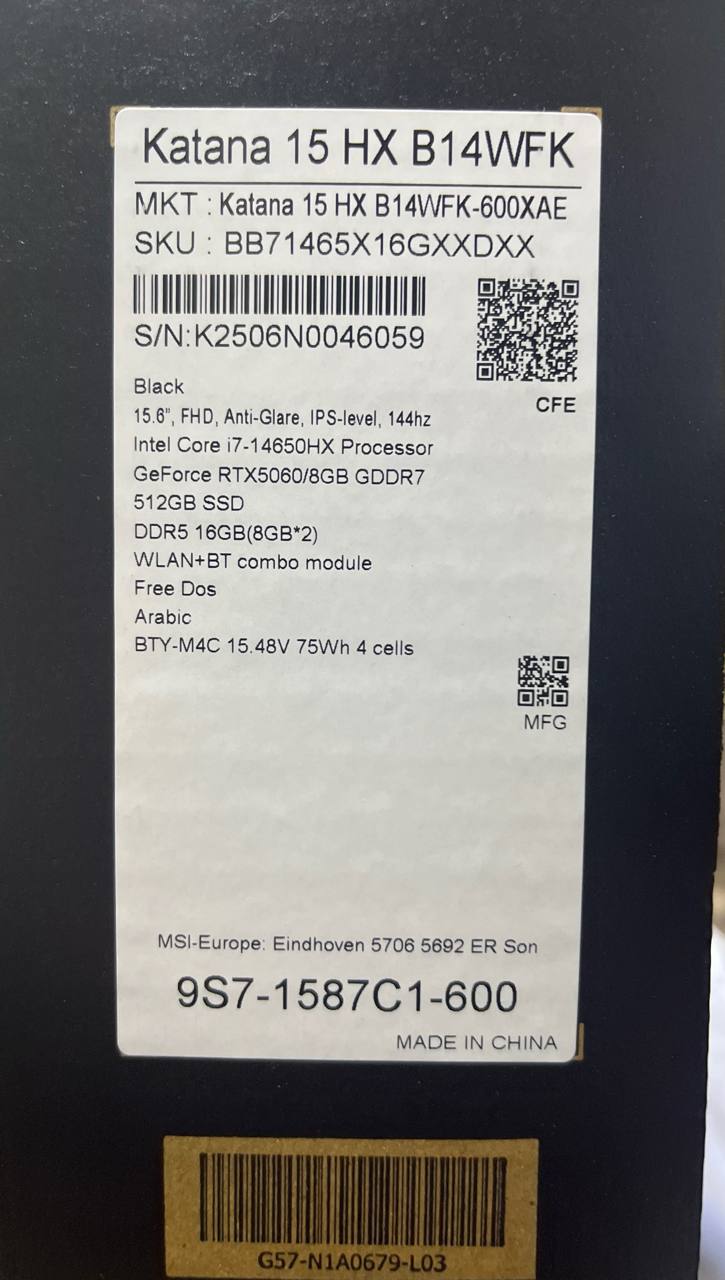 Katana 15 HX B14WFK
MKT : Katana 15 HX B14WFK-600XAE
SKU : BB71465X16GXXDXX
S/N:K2506N0046059
CFE
Black
15.6", FHD, Anti-Glare, IPS-level, 144hz
Intel Core i7-14650HX Processor
GeForce RTX5060/8GB GDDR7
512GB SSD
DDR5 16GB(8GB*2)
WLAN+BT combo module
Free Dos
Arabic
BTY-M4C 15.48V 75Wh 4 cells
MFG
MSI-Europe: Eindhoven 5706 5692 ER Son
9S7-1587C1-600
MADE IN CHINA
G57-N1A0679-L03